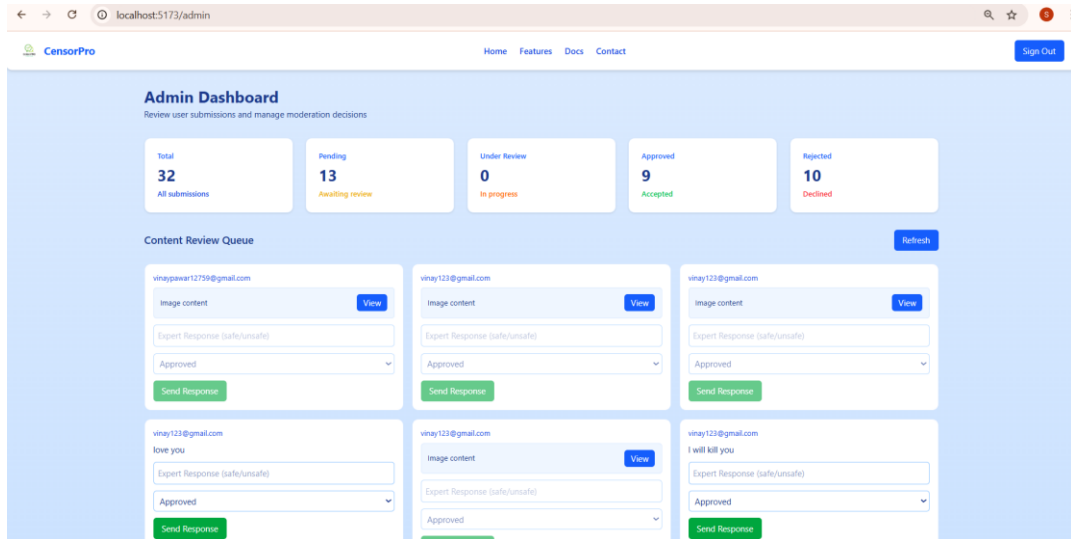 localhost:5173/admin
S
CensorPro
Home Features Docs Contact
Sign Out
Admin Dashboard
Review user submissions and manage moderation decisions
Total Pending Under Review Approved Rejected
32 13 0 9 10
All submissions Awaiting review In progress Accepted Declined
Content Review Queue
Refresh
vinaypawar12759@gmail.com
Image content View
Expert Response (safe/unsafe)
Approved
Send Response
vinay123@gmail.com
Image content View
Expert Response (safe/unsafe)
Approved
Send Response
vinay123@gmail.com
Image content View
Expert Response (safe/unsafe)
Approved
Send Response
vinay123@gmail.com
love you
Expert Response (safe/unsafe)
Approved
Send Response
vinay123@gmail.com
Image content View
Expert Response (safe/unsafe)
Approved
vinay123@gmail.com
I will kill you
Expert Response (safe/unsafe)
Approved
Send Response